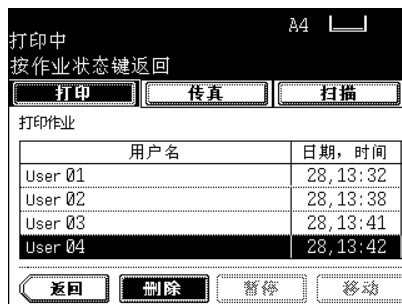 A4
打印中
按作业状态键返回
打印 传真 扫描
打印作业
用户名 日期，时间
User 01 28,13:32
User 02 28,13:38
User 03 28,13:41
User 04 28,13:42
返回 删除 暂停 移动